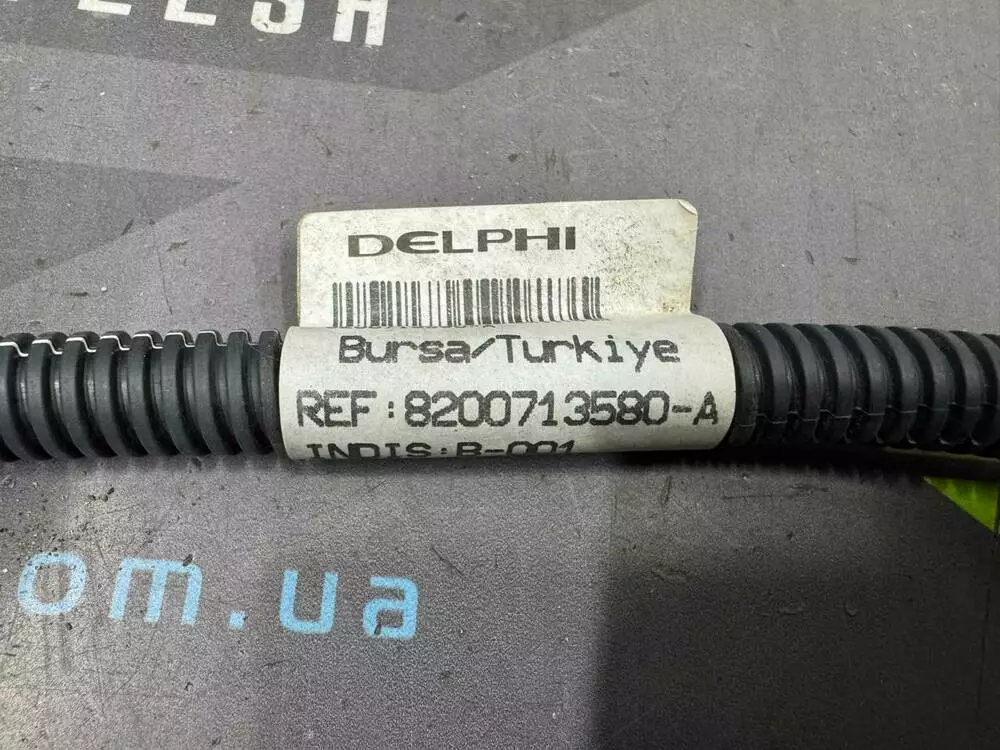 DELPHI
Bursa/Turkiye
REF:8200713580-A
INDIS:B-001
om.ua